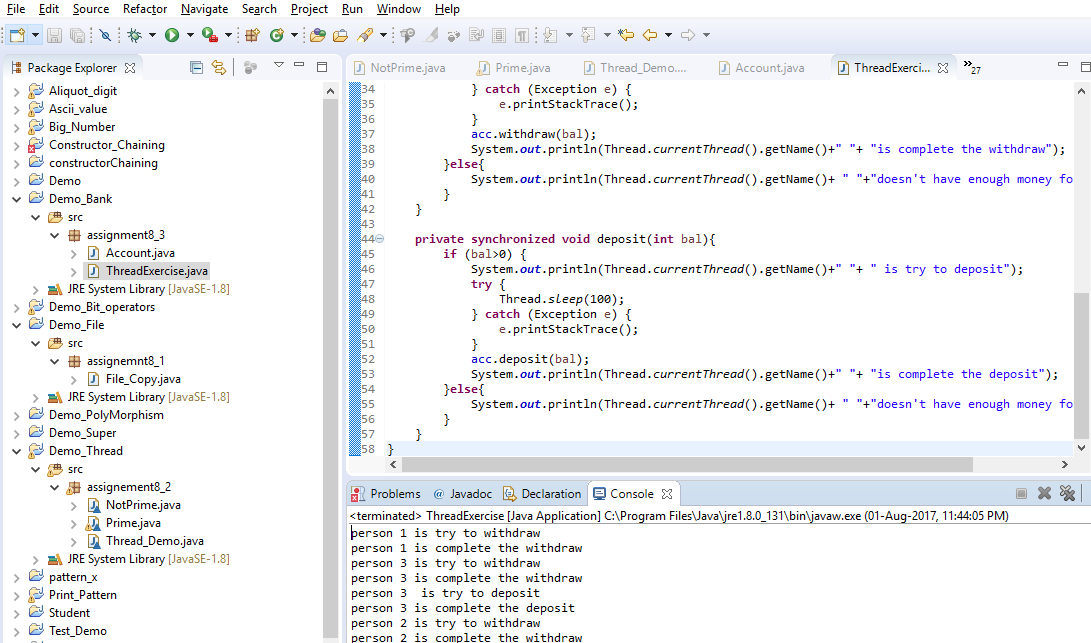 File Edit Source Refactor Navigate Search Project Run Window Help
Package Explorer
Aliquot_digit
Ascii_value
Big_Number
Constructor_Chaining
constructorChaining
Demo
Demo_Bank
src
assignment8_3
Account.java
ThreadExercise.java
JRE System Library [JavaSE-1.8]
Demo_Bit_operators
Demo_File
src
assignemnt8_1
File_Copy.java
JRE System Library [JavaSE-1.8]
Demo_PolyMorphism
Demo_Super
Demo_Thread
src
assignement8_2
NotPrime.java
Prime.java
Thread_Demo.java
JRE System Library [JavaSE-1.8]
pattern_x
Print_Pattern
Student
Test_Demo
NotPrime.java Prime.java Thread_Demo.... Account.java ThreadExerci... »27
34 } catch (Exception e) {
35 e.printStackTrace();
36 }
37 acc.withdraw(bal);
38 System.out.println(Thread.currentThread().getName()+" "+ "is complete the withdraw");
39 }else{
40 System.out.println(Thread.currentThread().getName()+ " "+"doesn't have enough money fo
41 }
42 }
43
44 private synchronized void deposit(int bal){
45 if (bal>0) {
46 System.out.println(Thread.currentThread().getName()+" "+ " is try to deposit");
47 try {
48 Thread.sleep(100);
49 } catch (Exception e) {
50 e.printStackTrace();
51 }
52 acc.deposit(bal);
53 System.out.println(Thread.currentThread().getName()+" "+ "is complete the deposit");
54 }else{
55 System.out.println(Thread.currentThread().getName()+ " "+"doesn't have enough money fo
56 }
57 }
58 }
Problems @ Javadoc Declaration Console
<terminated> ThreadExercise [Java Application] C:\Program Files\Java\jre1.8.0_131\bin\javaw.exe (01-Aug-2017, 11:44:05 PM)
person 1 is try to withdraw
person 1 is complete the withdraw
person 3 is try to withdraw
person 3 is complete the withdraw
person 3  is try to deposit
person 3 is complete the deposit
person 2 is try to withdraw
person 2 is complete the withdraw